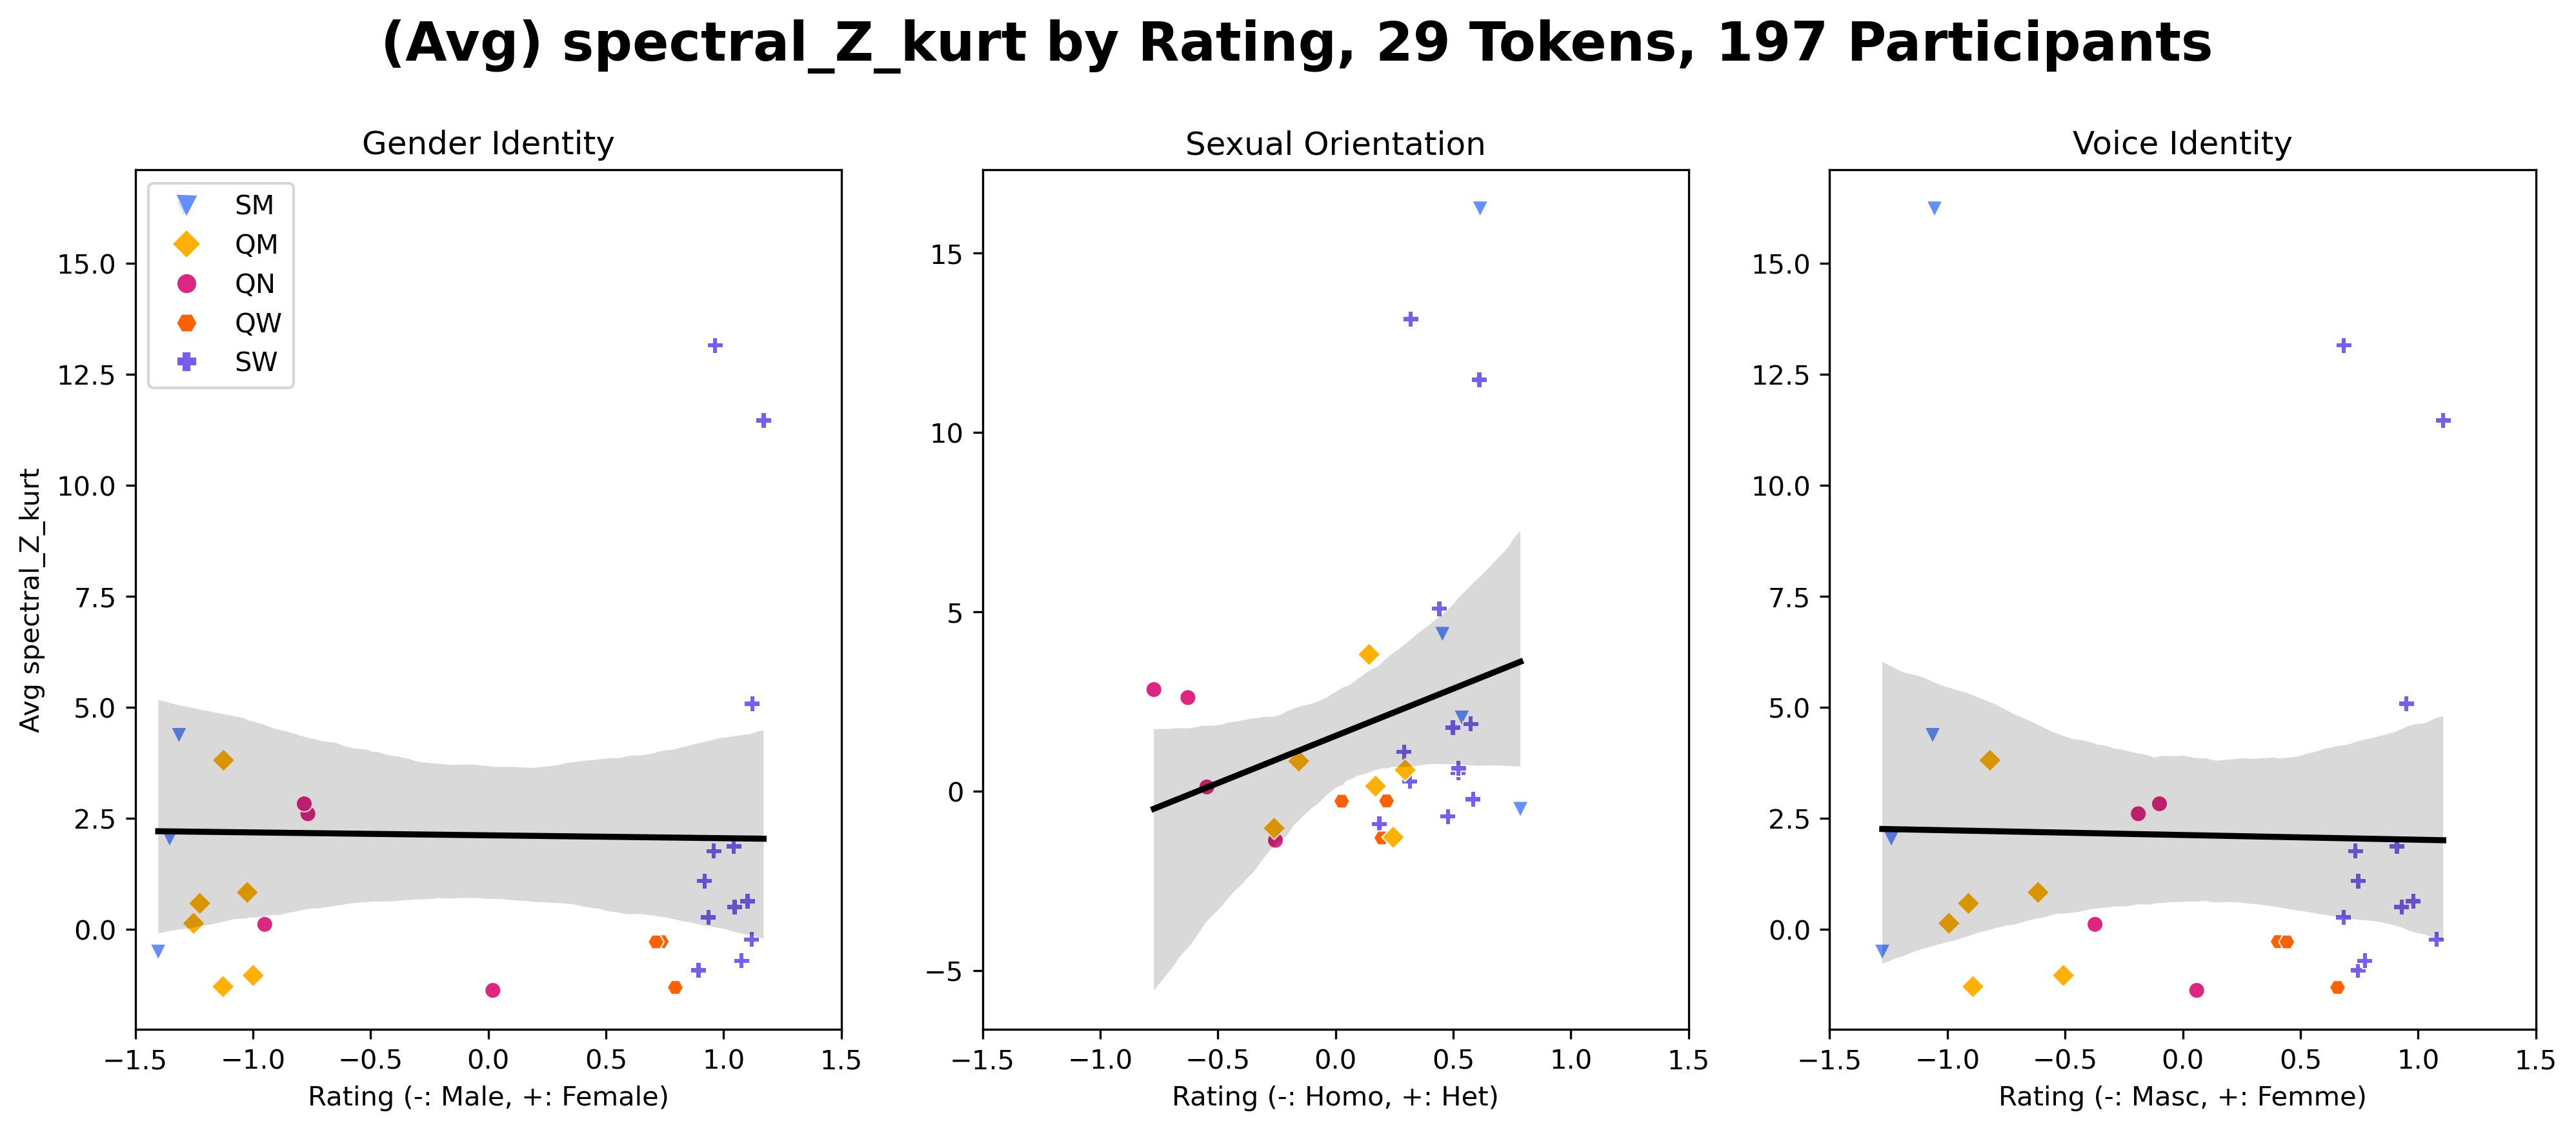 (Avg) spectral_Z_kurt by Rating, 29 Tokens, 197 Participants
Gender Identity
Sexual Orientation
Voice Identity
SM
QM
QN
QW
SW
Avg spectral_Z_kurt
15.0
12.5
10.0
7.5
5.0
2.5
0.0
−1.5 −1.0 −0.5 0.0 0.5 1.0 1.5
Rating (-: Male, +: Female)
15
10
5
0
−5
−1.5 −1.0 −0.5 0.0 0.5 1.0 1.5
Rating (-: Homo, +: Het)
15.0
12.5
10.0
7.5
5.0
2.5
0.0
−1.5 −1.0 −0.5 0.0 0.5 1.0 1.5
Rating (-: Masc, +: Femme)